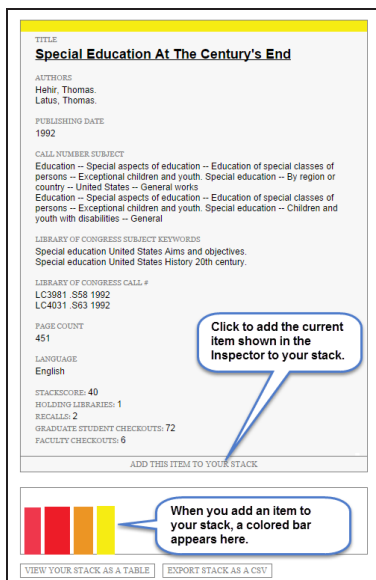 TITLE
Special Education At The Century's End
AUTHORS
Hehir, Thomas.
Latus, Thomas.
PUBLISHING DATE
1992
CALL NUMBER SUBJECT
Education -- Special aspects of education -- Education of special classes of
persons -- Exceptional children and youth. Special education -- By region or
country -- United States -- General works
Education -- Special aspects of education -- Education of special classes of
persons -- Exceptional children and youth. Special education -- Children and
youth with disabilities -- General
LIBRARY OF CONGRESS SUBJECT KEYWORDS
Special education United States Aims and objectives.
Special education United States History 20th century.
LIBRARY OF CONGRESS CALL #
LC3981 .S58 1992
LC4031 .S63 1992
PAGE COUNT
451
LANGUAGE
English
STACKSCORE: 40
HOLDING LIBRARIES: 1
RECALLS: 2
GRADUATE STUDENT CHECKOUTS: 72
FACULTY CHECKOUTS: 6
Click to add the current
item shown in the
Inspector to your stack.
ADD THIS ITEM TO YOUR STACK
When you add an item to
your stack, a colored bar
appears here.
VIEW YOUR STACK AS A TABLE
EXPORT STACK AS A CSV